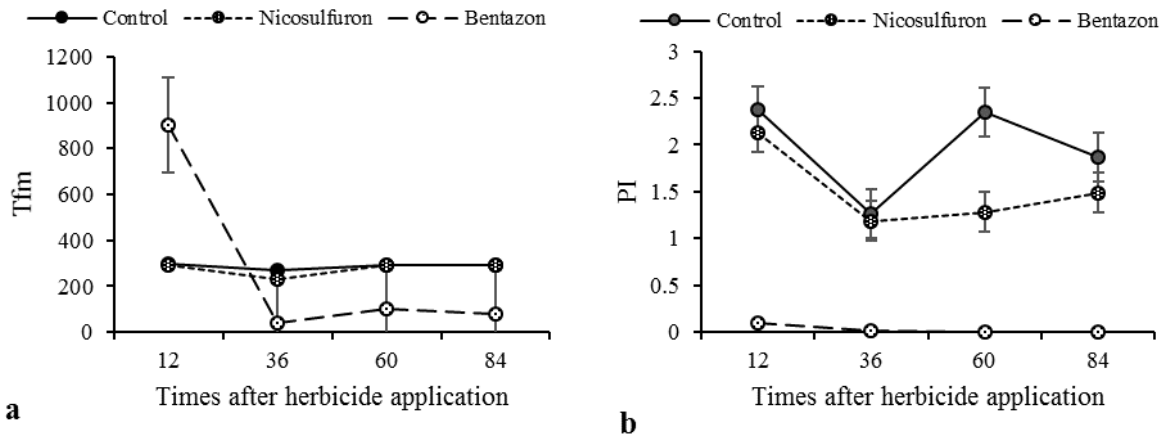 Control Nicosulfuron Bentazon
1200
1000
800
600
400
200
0
Tfm
12 36 60 84
Times after herbicide application
a
Control Nicosulfuron Bentazon
3
2.5
2
1.5
1
0.5
0
PI
12 36 60 84
Times after herbicide application
b